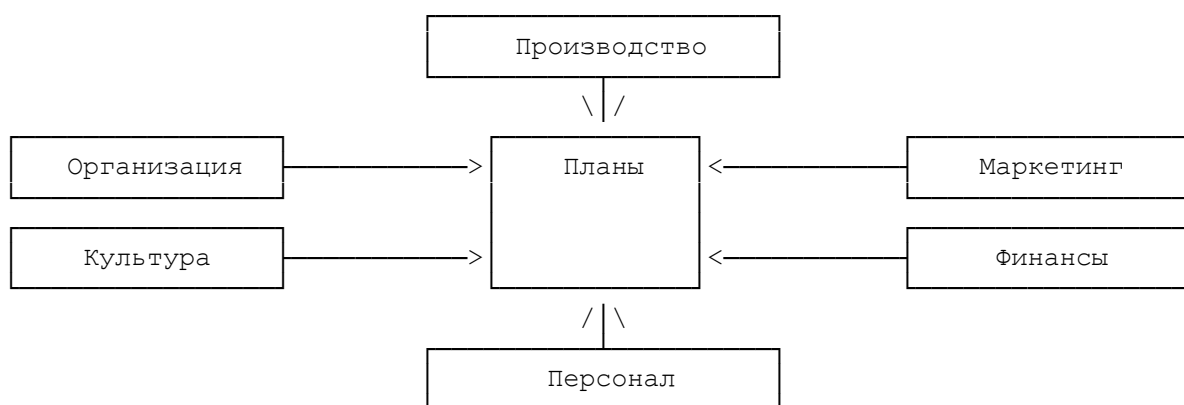 Производство
Организация
Планы
Маркетинг
Культура
Финансы
Персонал